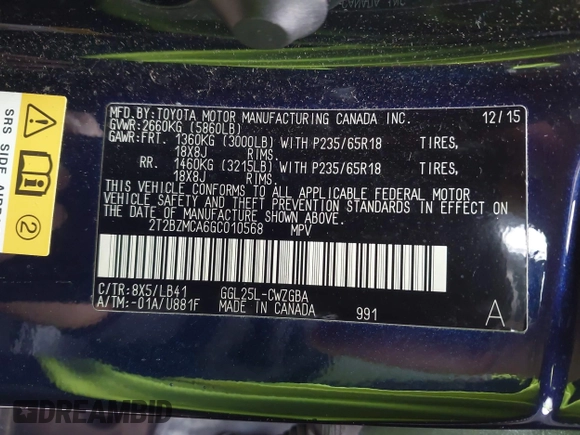 MFD.BY:TOYOTA MOTOR MANUFACTURING CANADA INC. 12/15
GVWR:2660KG (5860LB)
GAWR:FRT. 1360KG (3000LB) WITH P235/65R18 TIRES,
18X8J RIMS.
RR. 1460KG (3215LB) WITH P235/65R18 TIRES,
18X8J RIMS.
THIS VEHICLE CONFORMS TO ALL APPLICABLE FEDERAL MOTOR
VEHICLE SAFETY AND THEFT PREVENTION STANDARDS IN EFFECT ON
THE DATE OF MANUFACTURE SHOWN ABOVE.
2T2BZMCA6GC010568 MPV
C/TR:8X5/LB41 GGL25L-CWZGBA
A/TM:-01A/U881F MADE IN CANADA 991 A
SRS SIDE
2
DREAMBID